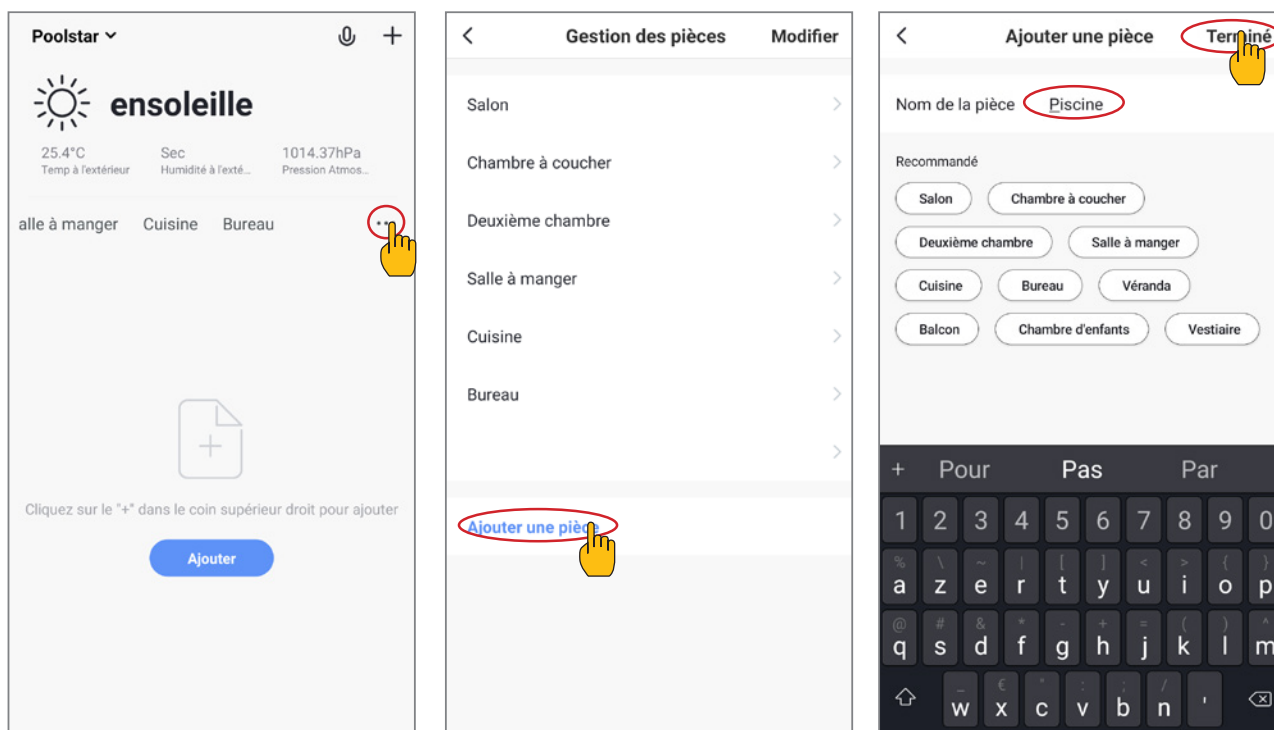 Poolstar
ensoleille
25.4°C Sec 1014.37hPa
Temp à l'extérieur Humidité à l'exté... Pression Atmos...
alle à manger Cuisine Bureau ...
Cliquez sur le "+" dans le coin supérieur droit pour ajouter
Ajouter
Gestion des pièces Modifier
Salon
Chambre à coucher
Deuxième chambre
Salle à manger
Cuisine
Bureau
Ajouter une pièce
Ajouter une pièce Terminé
Nom de la pièce Piscine
Recommandé
Salon Chambre à coucher
Deuxième chambre Salle à manger
Cuisine Bureau Véranda
Balcon Chambre d'enfants Vestiaire
+ Pour Pas Par
1 2 3 4 5 6 7 8 9 0
% \ ~ | [ ] < > { }
a z e r t y u i o p
@ # & * - + = ( ) ^
q s d f g h j k l m
_ € " : ; /
w x c v b n '